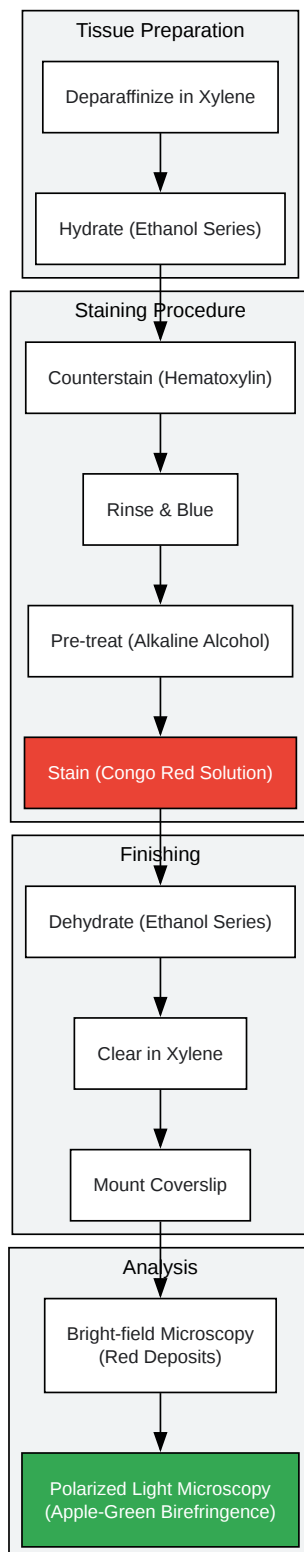 Tissue Preparation
Deparaffinize in Xylene
Hydrate (Ethanol Series)
Staining Procedure
Counterstain (Hematoxylin)
Rinse & Blue
Pre-treat (Alkaline Alcohol)
Stain (Congo Red Solution)
Finishing
Dehydrate (Ethanol Series)
Clear in Xylene
Mount Coverslip
Analysis
Bright-field Microscopy
(Red Deposits)
Polarized Light Microscopy
(Apple-Green Birefringence)